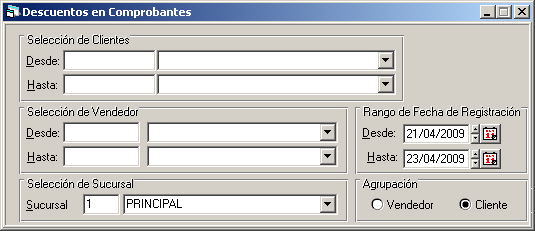 Descuentos en Comprobantes
Selección de Clientes
Desde:
Hasta:
Selección de Vendedor
Desde:
Hasta:
Rango de Fecha de Registración
Desde: 21/04/2009
Hasta: 23/04/2009
Selección de Sucursal
Sucursal 1 PRINCIPAL
Agrupación
Vendedor Cliente